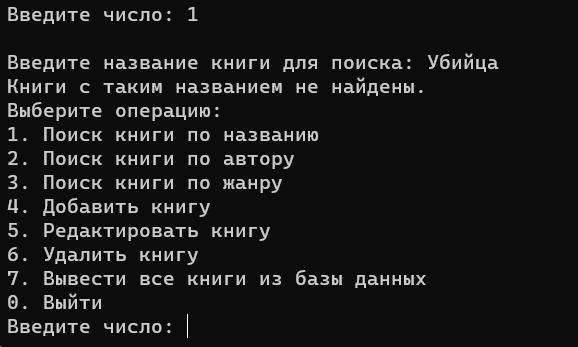 Введите число: 1
Введите название книги для поиска: Убийца
Книги с таким названием не найдены.
Выберите операцию:
1. Поиск книги по названию
2. Поиск книги по автору
3. Поиск книги по жанру
4. Добавить книгу
5. Редактировать книгу
6. Удалить книгу
7. Вывести все книги из базы данных
0. Выйти
Введите число: